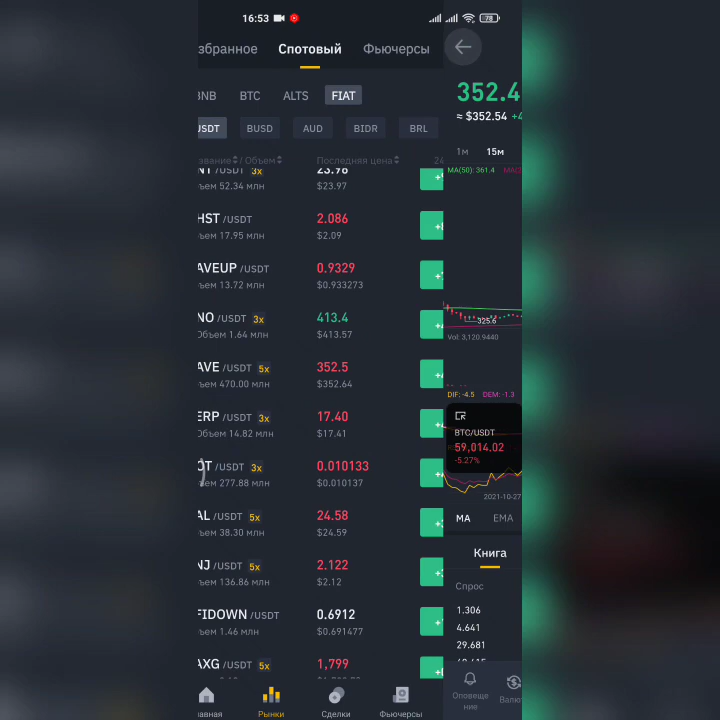 16:53
78
збранное Спотовый Фьючерсы
BNB BTC ALTS FIAT
USDT BUSD AUD BIDR BRL
звание / Объем Последняя цена 24
/USDT 3x 23.98
ъем 52.34 млн $23.97
HST /USDT 2.086
ъем 17.95 млн $2.09
AVEUP /USDT 0.9329
ъем 13.72 млн $0.933273
NO /USDT 3x 413.4
Объем 1.64 млн $413.57
AVE /USDT 5x 352.5
ъем 470.00 млн $352.64
ERP /USDT 3x 17.40
Объем 14.82 млн $17.41
OT /USDT 3x 0.010133
ъем 277.88 млн $0.010137
AL /USDT 5x 24.58
ъем 38.30 млн $24.59
NJ /USDT 5x 2.122
ъем 136.86 млн $2.12
FIDOWN /USDT 0.6912
ъем 1.46 млн $0.691477
AXG /USDT 5x 1,799
лавная Рынки Сделки Фьючерсы
352.4
≈ $352.54 +4
1м 15м
MA(50): 361.4
325.6
Vol: 3,120.9440
DIF: -4.5 DEM: -1.3
BTC/USDT
59,014.02
-5.27%
2021-10-27
MA EMA
Книга
Спрос
1.306
4.641
29.681
Оповеще
ние
Валю